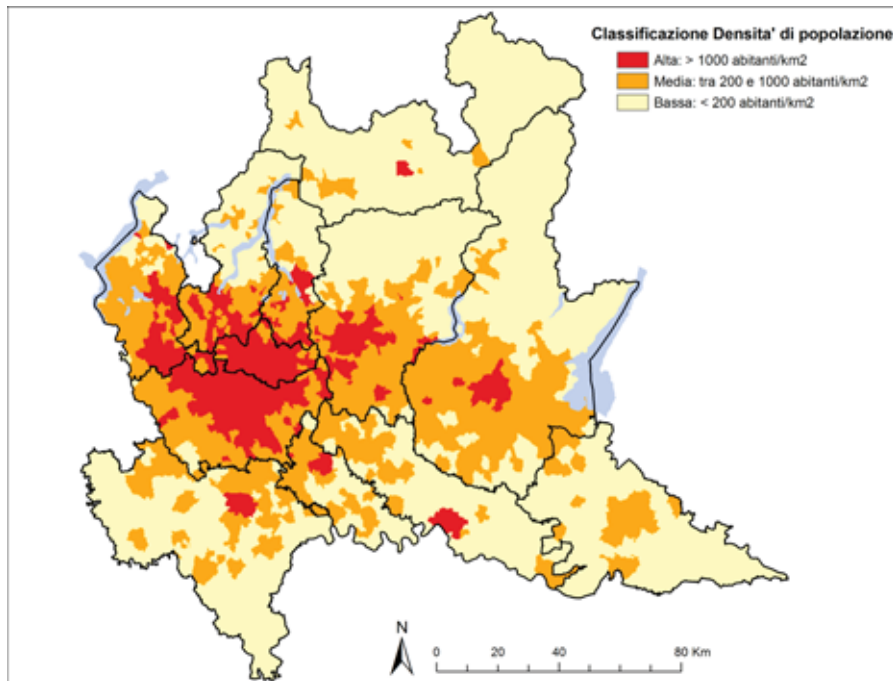 Classificazione Densita' di popolazione
Alta: > 1000 abitanti/km2
Media: tra 200 e 1000 abitanti/km2
Bassa: < 200 abitanti/km2
N
0 20 40 80 Km